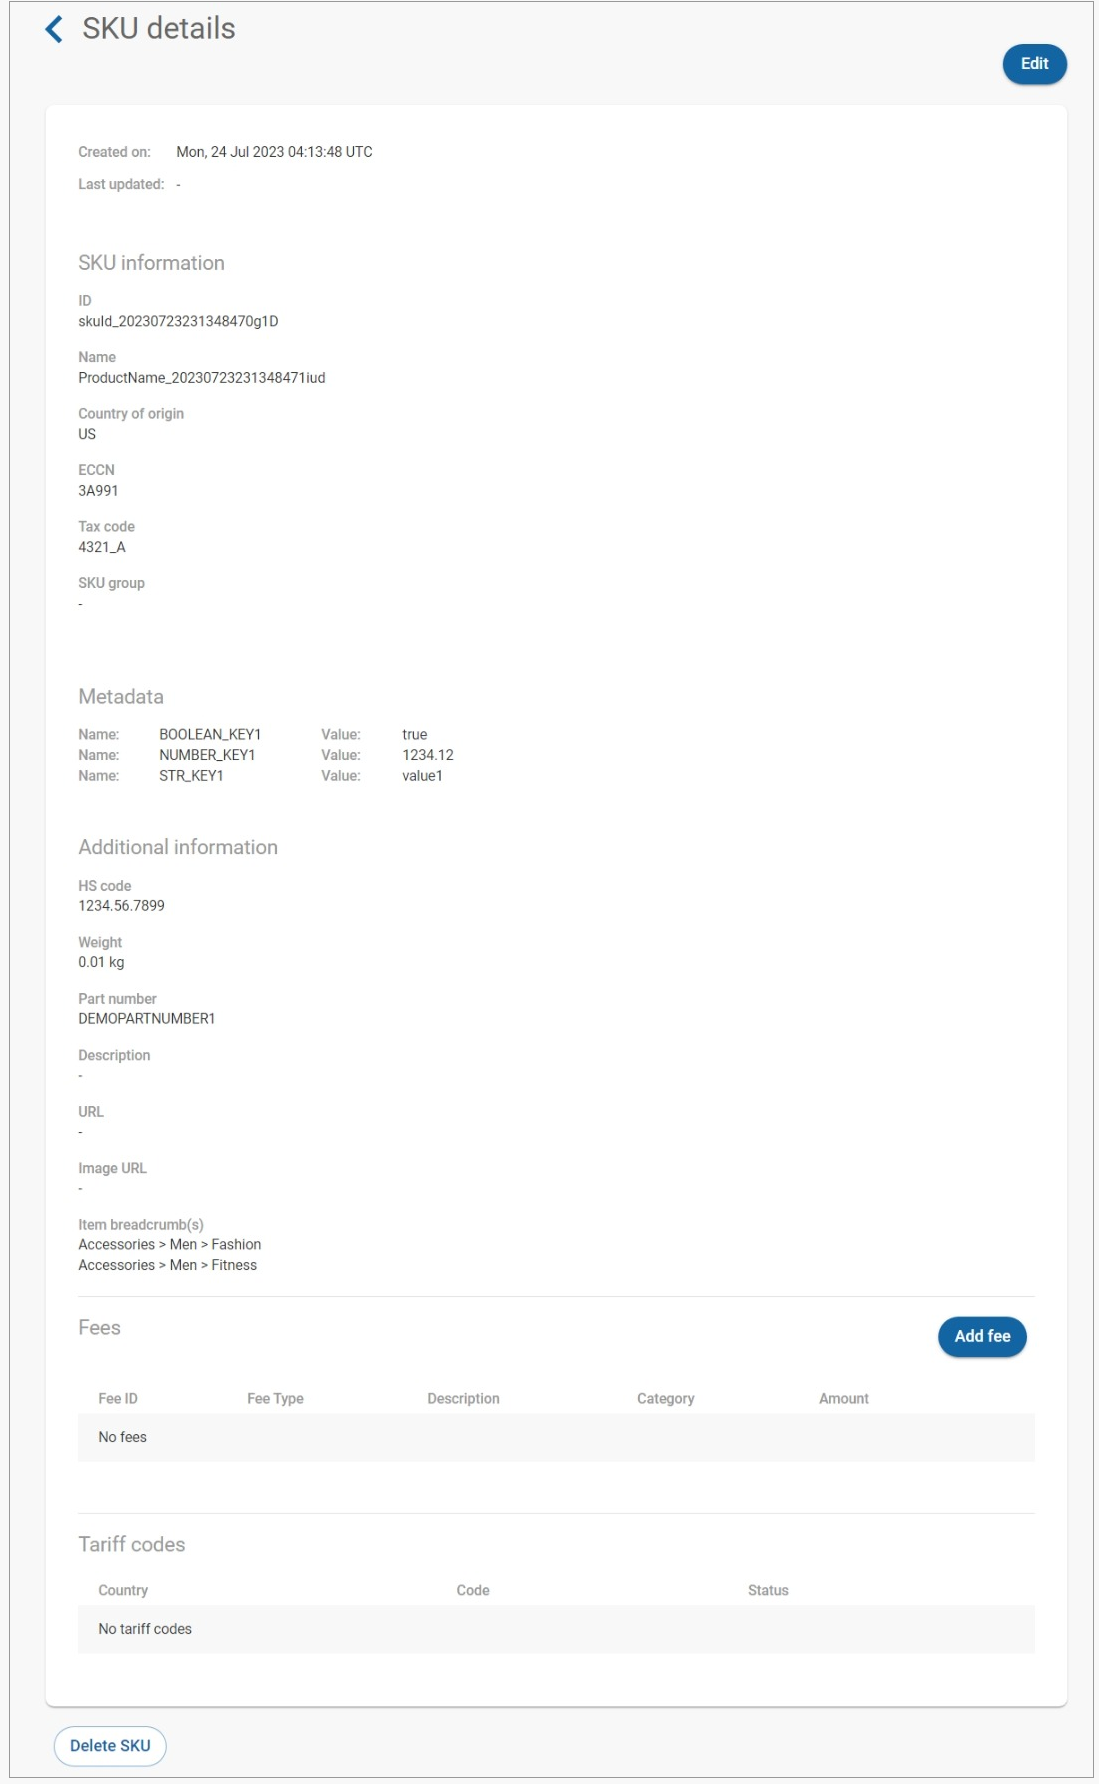 SKU details
Edit
Created on: Mon, 24 Jul 2023 04:13:48 UTC
Last updated: -
SKU information
ID
skuId_20230723231348470g1D
Name
ProductName_20230723231348471iud
Country of origin
US
ECCN
3A991
Tax code
4321_A
SKU group
-
Metadata
Name: BOOLEAN_KEY1 Value: true
Name: NUMBER_KEY1 Value: 1234.12
Name: STR_KEY1 Value: value1
Additional information
HS code
1234.56.7899
Weight
0.01 kg
Part number
DEMOPARTNUMBER1
Description
-
URL
-
Image URL
-
Item breadcrumb(s)
Accessories > Men > Fashion
Accessories > Men > Fitness
Fees
Add fee
Fee ID Fee Type Description Category Amount
No fees
Tariff codes
Country Code Status
No tariff codes
Delete SKU